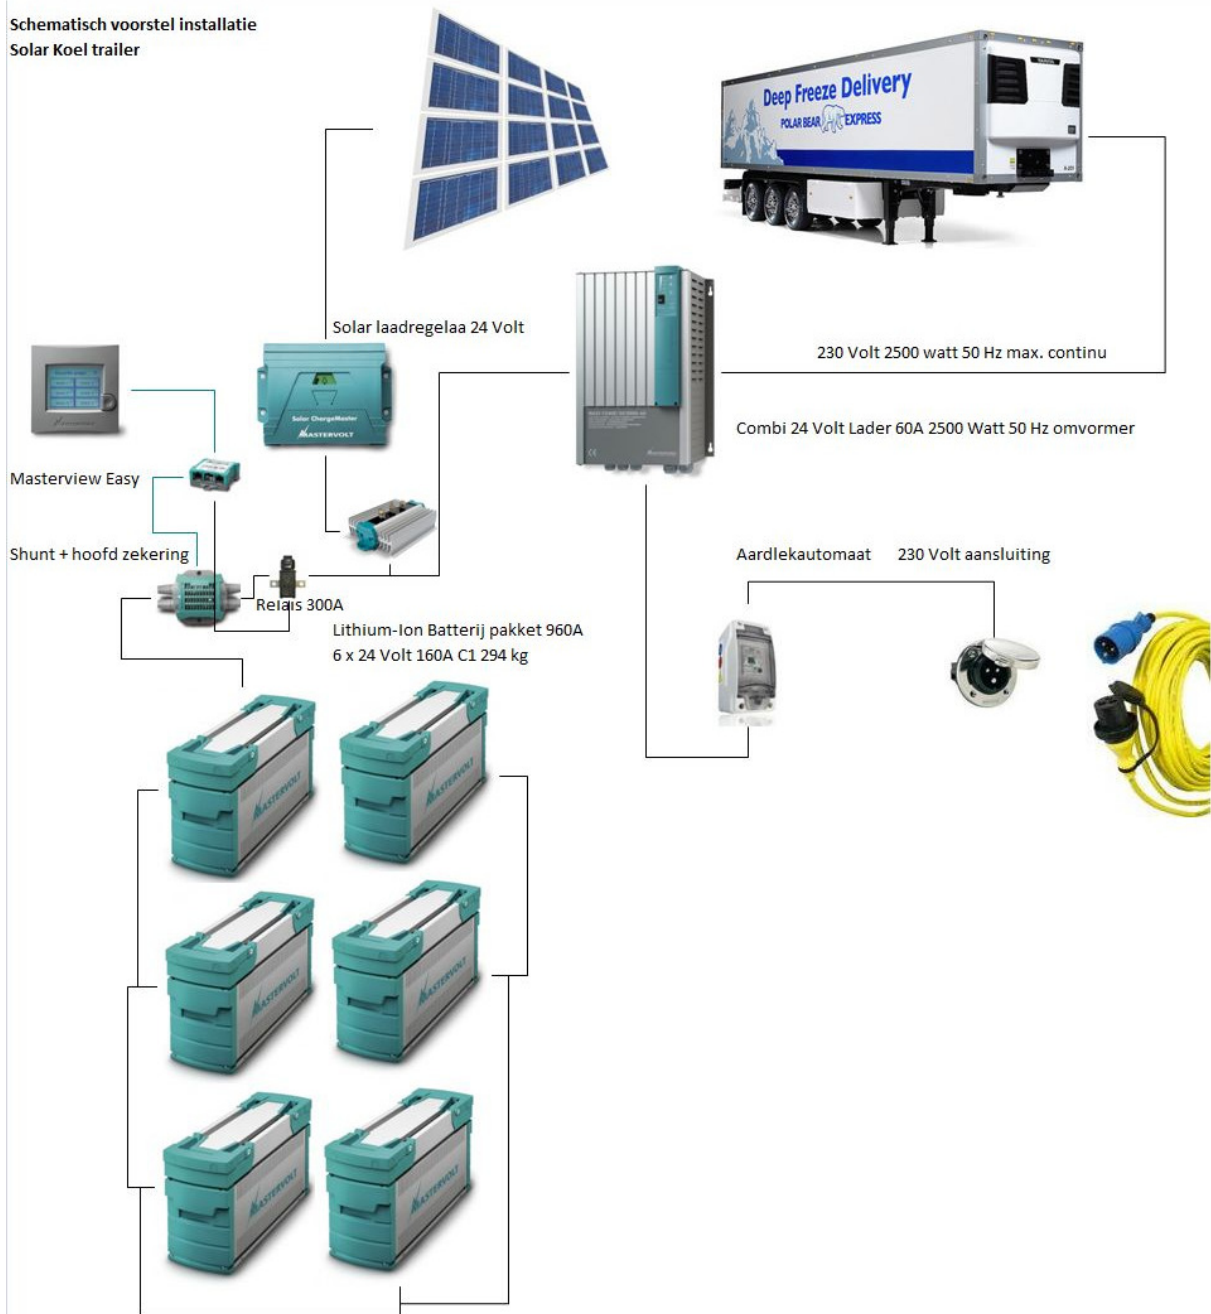 Schematisch voorstel installatie
Solar Koel trailer
Deep Freeze Delivery
POLAR BEAR EXPRESS
Solar laadregelaa 24 Volt
230 Volt 2500 watt 50 Hz max. continu
Solar ChargeMaster
MASTERVOLT
Combi 24 Volt Lader 60A 2500 Watt 50 Hz omvormer
Masterview Easy
Shunt + hoofd zekering
Aardlekautomaat
230 Volt aansluiting
Relais 300A
Lithium-Ion Batterij pakket 960A
6 x 24 Volt 160A C1 294 kg
MASTERVOLT
MASTERVOLT
MASTERVOLT
MASTERVOLT
MASTERVOLT
MASTERVOLT